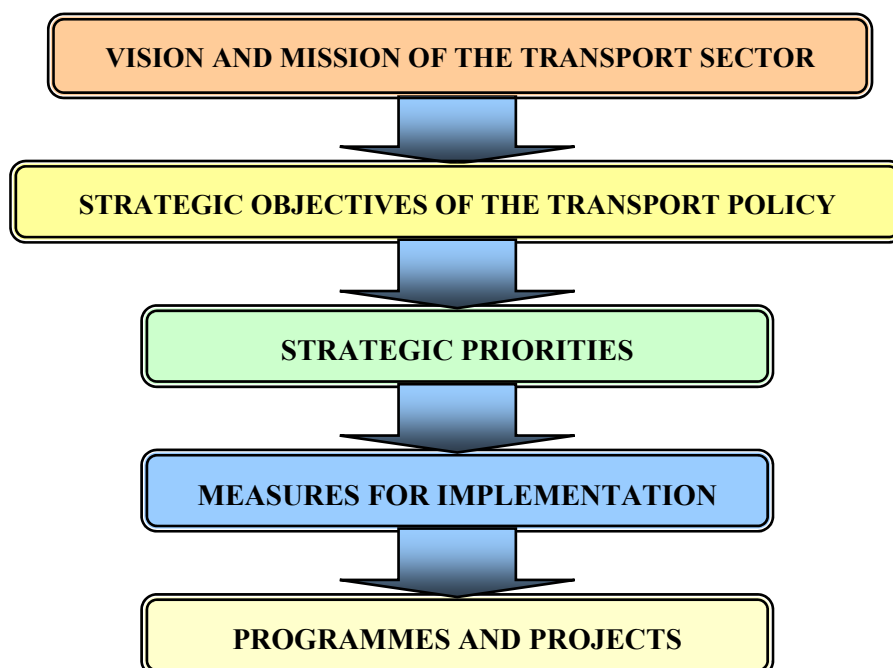 VISION AND MISSION OF THE TRANSPORT SECTOR
STRATEGIC OBJECTIVES OF THE TRANSPORT POLICY
STRATEGIC PRIORITIES
MEASURES FOR IMPLEMENTATION
PROGRAMMES AND PROJECTS